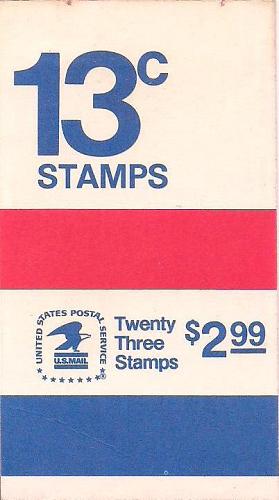 13c
STAMPS
UNITED STATES POSTAL SERVICE
U.S.MAIL
®
Twenty
Three
Stamps
$2.99